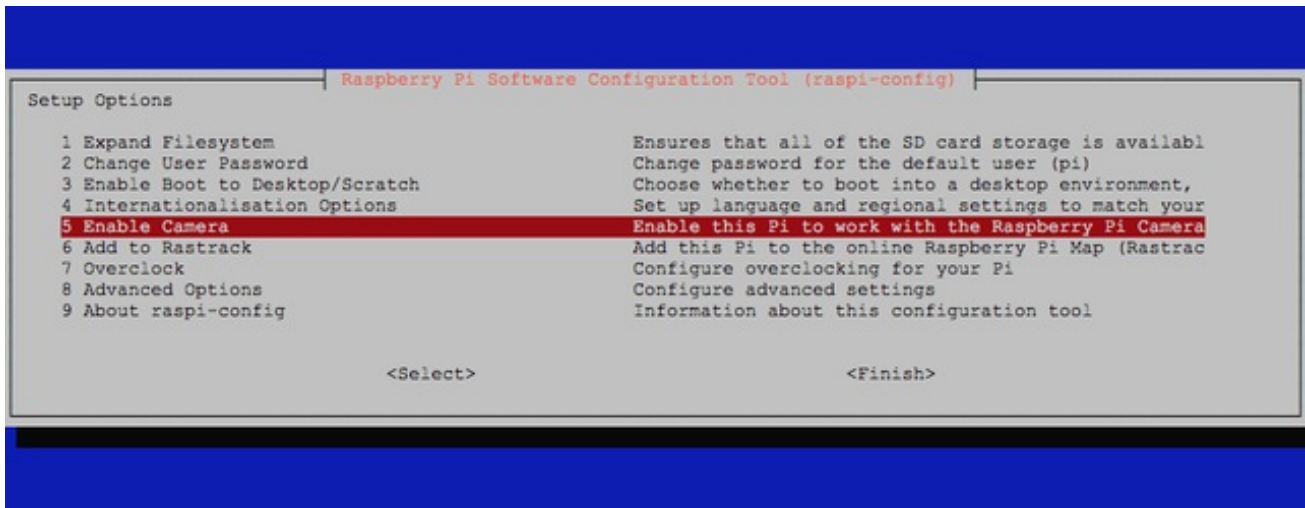 Raspberry Pi Software Configuration Tool (raspi-config)
Setup Options
1 Expand Filesystem Ensures that all of the SD card storage is availabl
2 Change User Password Change password for the default user (pi)
3 Enable Boot to Desktop/Scratch Choose whether to boot into a desktop environment,
4 Internationalisation Options Set up language and regional settings to match your
5 Enable Camera Enable this Pi to work with the Raspberry Pi Camera
6 Add to Rastrack Add this Pi to the online Raspberry Pi Map (Rastrac
7 Overclock Configure overclocking for your Pi
8 Advanced Options Configure advanced settings
9 About raspi-config Information about this configuration tool
<Select> <Finish>